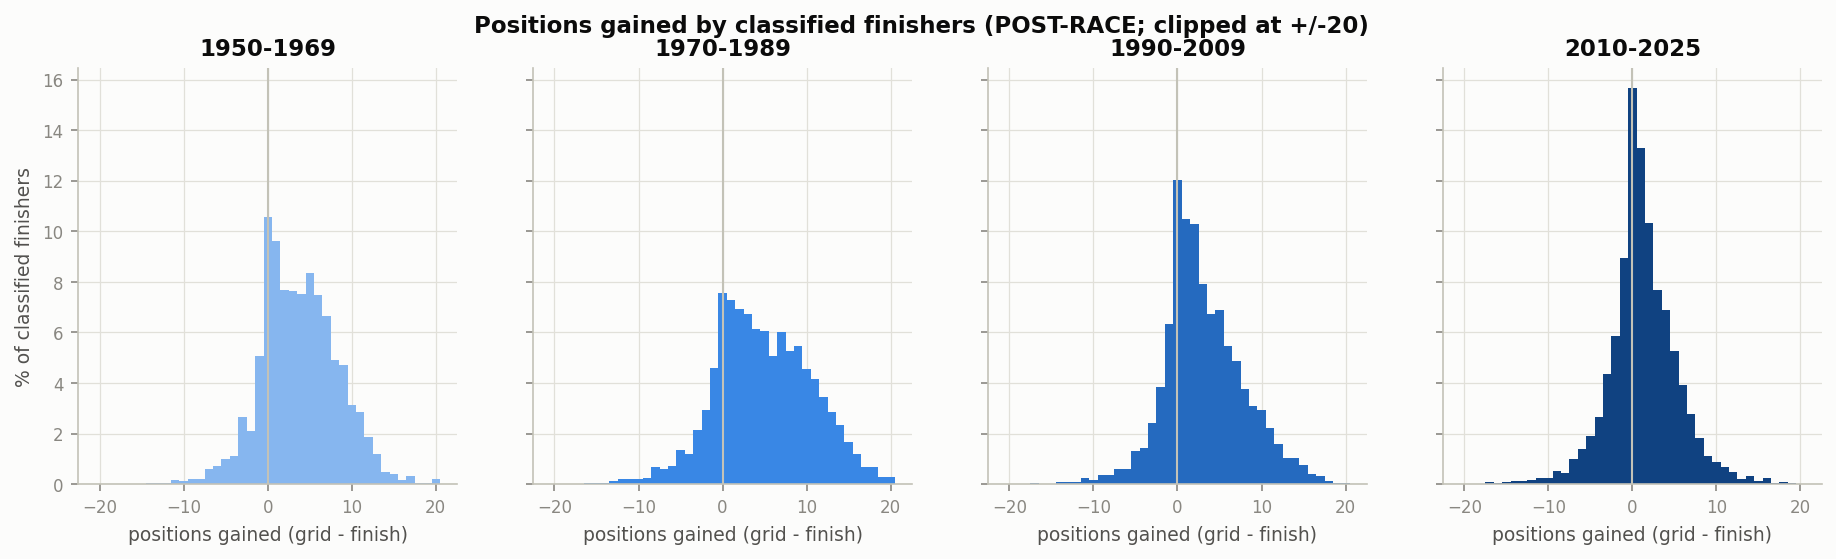 Positions gained by classified finishers (POST-RACE; clipped at +/-20)
1950-1969
1970-1989
1990-2009
2010-2025
% of classified finishers
16
14
12
10
8
6
4
2
0
−20 −10 0 10 20
−20 −10 0 10 20
−20 −10 0 10 20
−20 −10 0 10 20
positions gained (grid - finish)
positions gained (grid - finish)
positions gained (grid - finish)
positions gained (grid - finish)